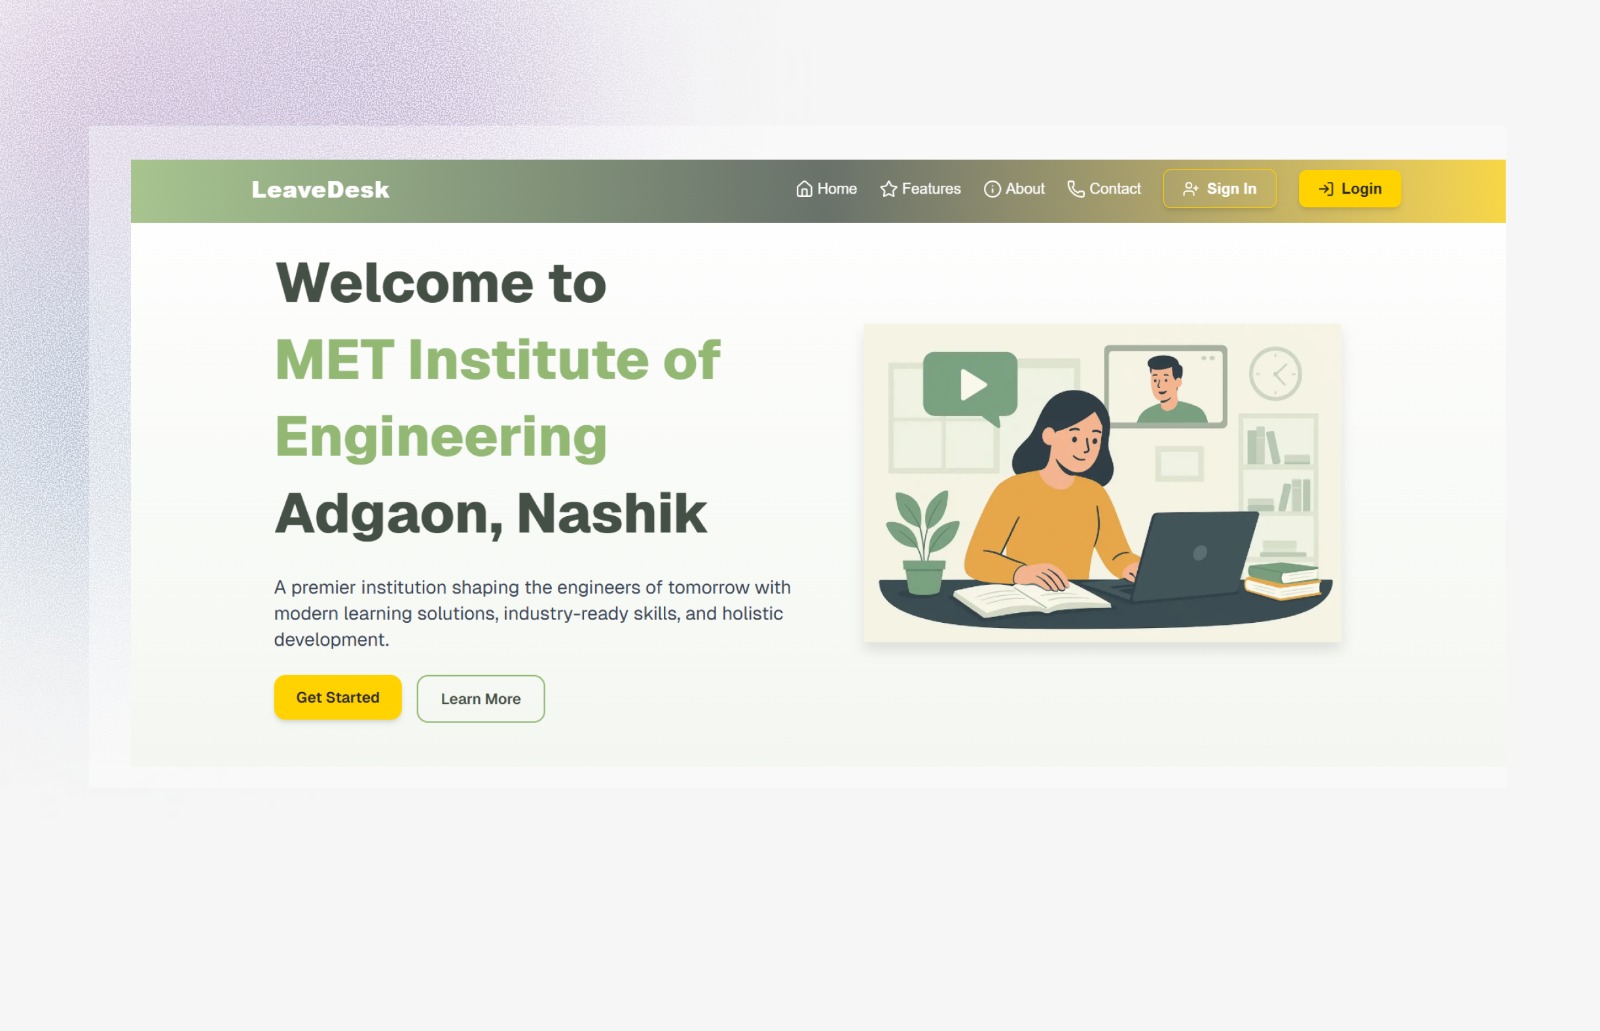 LeaveDesk
Home Features About Contact Sign In Login
Welcome to
MET Institute of
Engineering
Adgaon, Nashik
A premier institution shaping the engineers of tomorrow with
modern learning solutions, industry-ready skills, and holistic
development.
Get Started Learn More